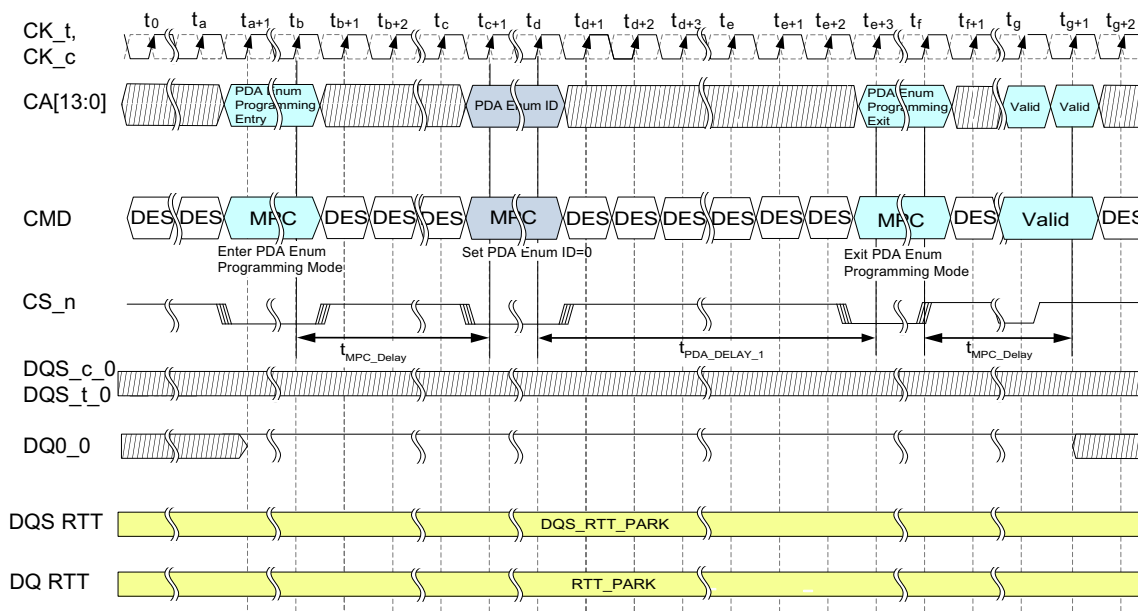 t0 ta ta+1 tb tb+1 tb+2 tc tc+1 td td+1 td+2 td+3 te te+1 te+2 te+3 tf tf+1 tg tg+1 tg+2
CK_t,
CK_c
CA[13:0]
PDA Enum
Programming
Entry
PDA Enum ID
PDA Enum
Programming
Exit
Valid
Valid
CMD
DES DES MPC DES DES DES MPC DES DES DES DES DES DES MPC DES Valid DES
Enter PDA Enum
Programming Mode
Set PDA Enum ID=0
Exit PDA Enum
Programming Mode
CS_n
tMPC_Delay
tPDA_DELAY_1
tMPC_Delay
DQS_c_0
DQS_t_0
DQ0_0
DQS RTT
DQS_RTT_PARK
DQ RTT
RTT_PARK